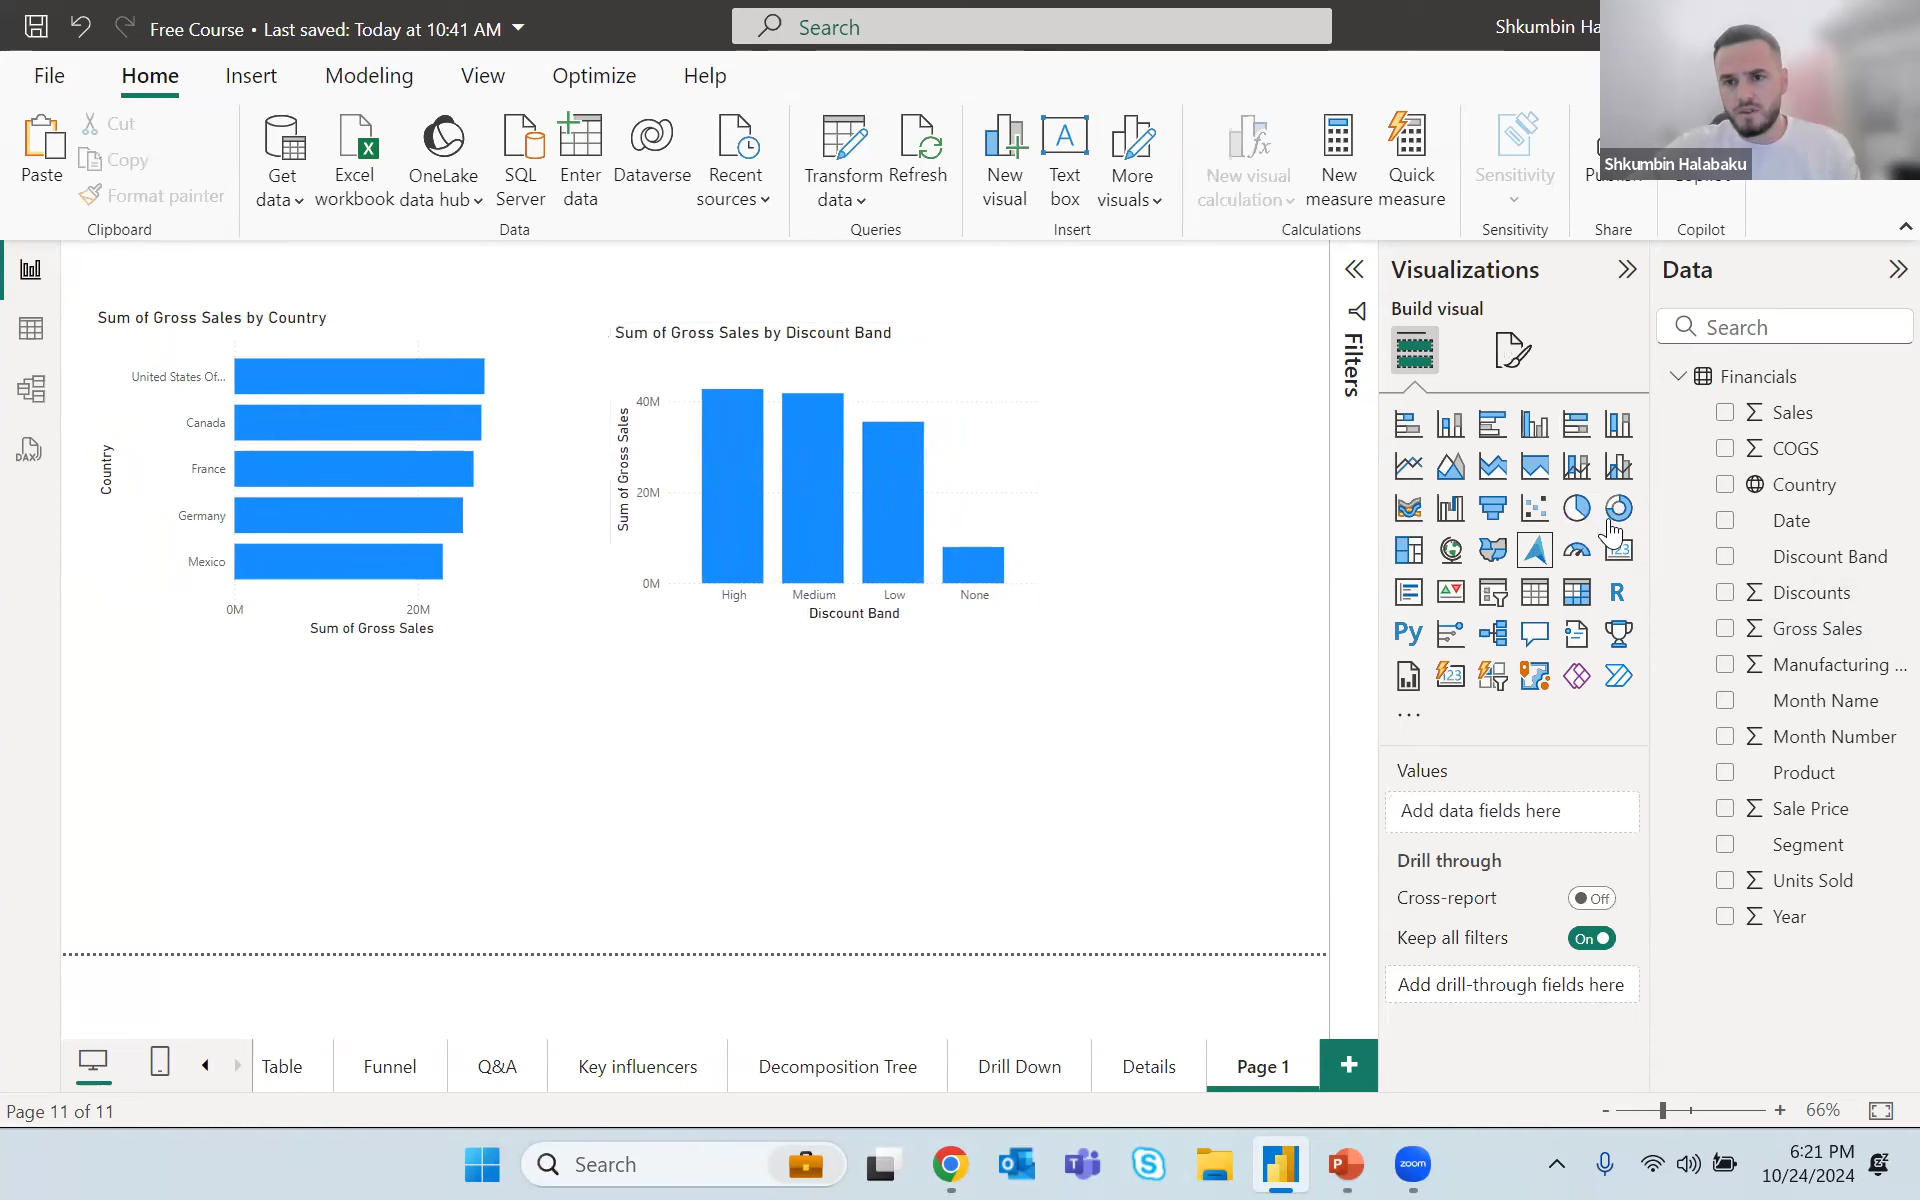 Free Course • Last saved: Today at 10:41 AM
Search
Shkumbin Ha
Shkumbin Halabaku
File Home Insert Modeling View Optimize Help
Paste
Cut
Copy
Format painter
Clipboard
Get data
Excel workbook
OneLake data hub
SQL Server
Enter data
Dataverse
Recent sources
Data
Transform data
Refresh
Queries
New visual
Text box
More visuals
Insert
New visual calculation
New measure
Quick measure
Calculations
Sensitivity
Sensitivity
Share
Copilot
DAX
Sum of Gross Sales by Country
Country
United States Of...
Canada
France
Germany
Mexico
0M 20M
Sum of Gross Sales
Sum of Gross Sales by Discount Band
Sum of Gross Sales
40M
20M
0M
High Medium Low None
Discount Band
Filters
Visualizations
Build visual
123
R
Py
123
...
Values
Add data fields here
Drill through
Cross-report Off
Keep all filters On
Add drill-through fields here
Data
Search
Financials
Sales
COGS
Country
Date
Discount Band
Discounts
Gross Sales
Manufacturing ...
Month Name
Month Number
Product
Sale Price
Segment
Units Sold
Year
Table Funnel Q&A Key influencers Decomposition Tree Drill Down Details Page 1 +
Page 11 of 11
- + 66%
Search
zoom
6:21 PM
10/24/2024